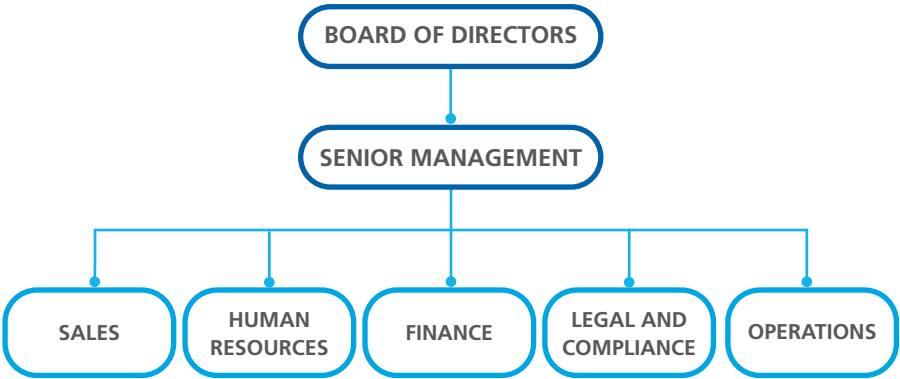 BOARD OF DIRECTORS
SENIOR MANAGEMENT
SALES
HUMAN
RESOURCES
FINANCE
LEGAL AND
COMPLIANCE
OPERATIONS